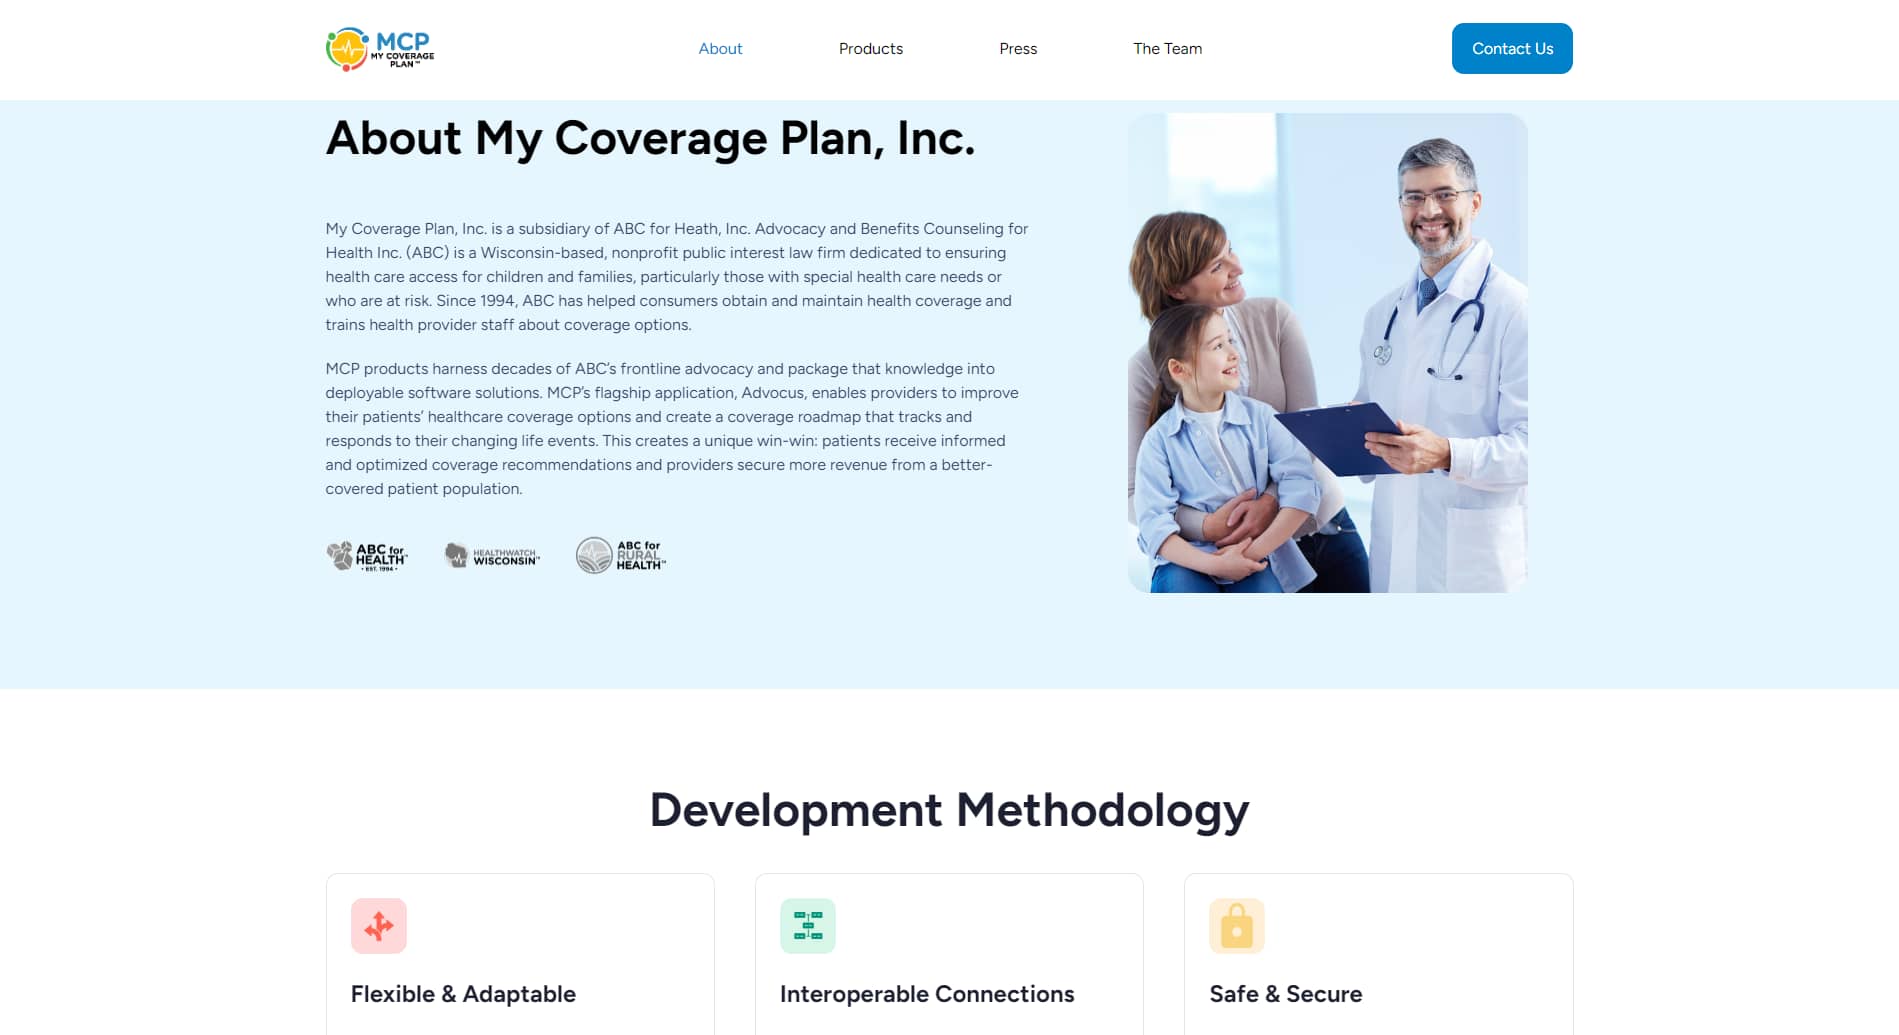 MCP
MY COVERAGE
PLAN™
About
Products
Press
The Team
Contact Us
About My Coverage Plan, Inc.
My Coverage Plan, Inc. is a subsidiary of ABC for Heath, Inc. Advocacy and Benefits Counseling for
Health Inc. (ABC) is a Wisconsin-based, nonprofit public interest law firm dedicated to ensuring
health care access for children and families, particularly those with special health care needs or
who are at risk. Since 1994, ABC has helped consumers obtain and maintain health coverage and
trains health provider staff about coverage options.
MCP products harness decades of ABC’s frontline advocacy and package that knowledge into
deployable software solutions. MCP’s flagship application, Advocus, enables providers to improve
their patients’ healthcare coverage options and create a coverage roadmap that tracks and
responds to their changing life events. This creates a unique win-win: patients receive informed
and optimized coverage recommendations and providers secure more revenue from a better-
covered patient population.
ABC for
HEALTH™
• EST. 1994 •
HEALTHWATCH
WISCONSIN™
ABC for
RURAL
HEALTH™
Development Methodology
Flexible & Adaptable
Interoperable Connections
Safe & Secure